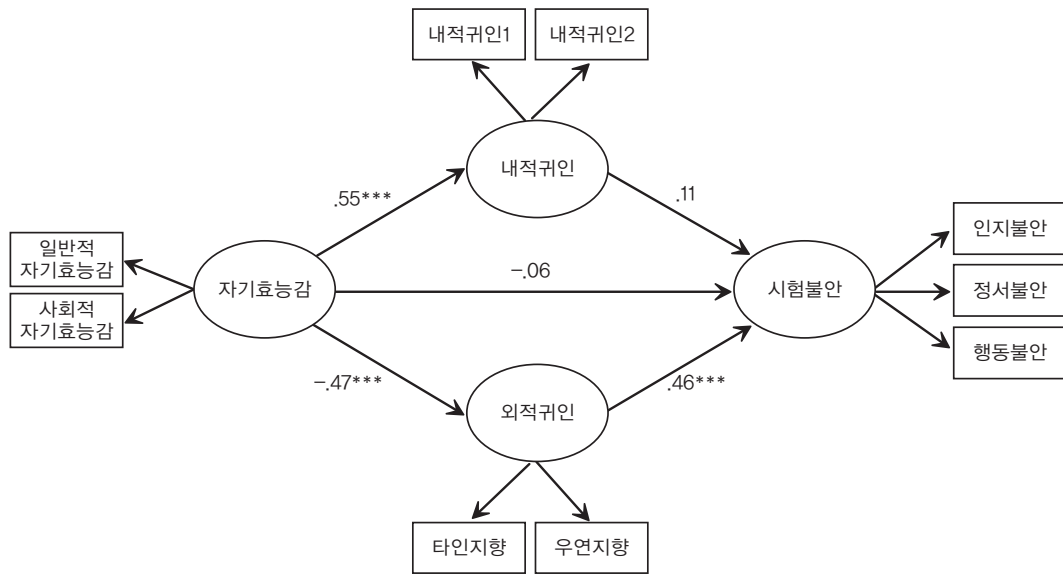 내적귀인1
내적귀인2
내적귀인
.55***
.11
일반적
자기효능감
사회적
자기효능감
자기효능감
-.06
시험불안
인지불안
정서불안
행동불안
-.47***
.46***
외적귀인
타인지향
우연지향